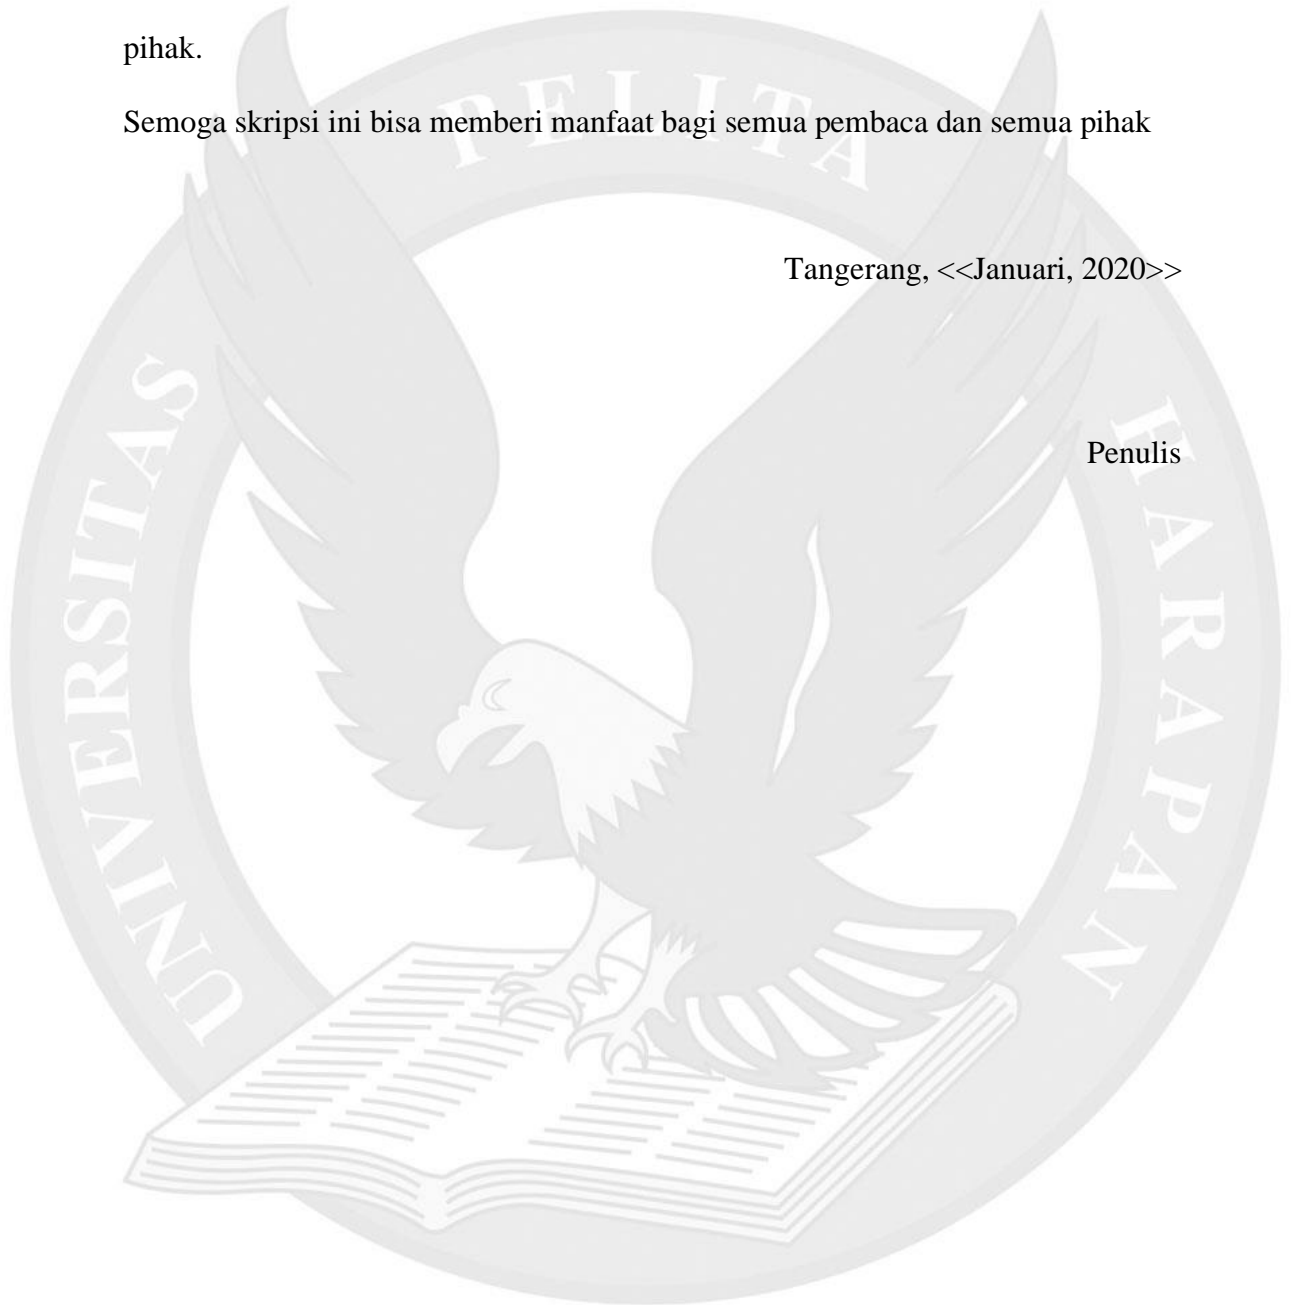 pihak.
PELITA
Semoga skripsi ini bisa memberi manfaat bagi semua pembaca dan semua pihak
Tangerang, <<Januari, 2020>>
UNIVERSITAS
HARAPAN
Penulis